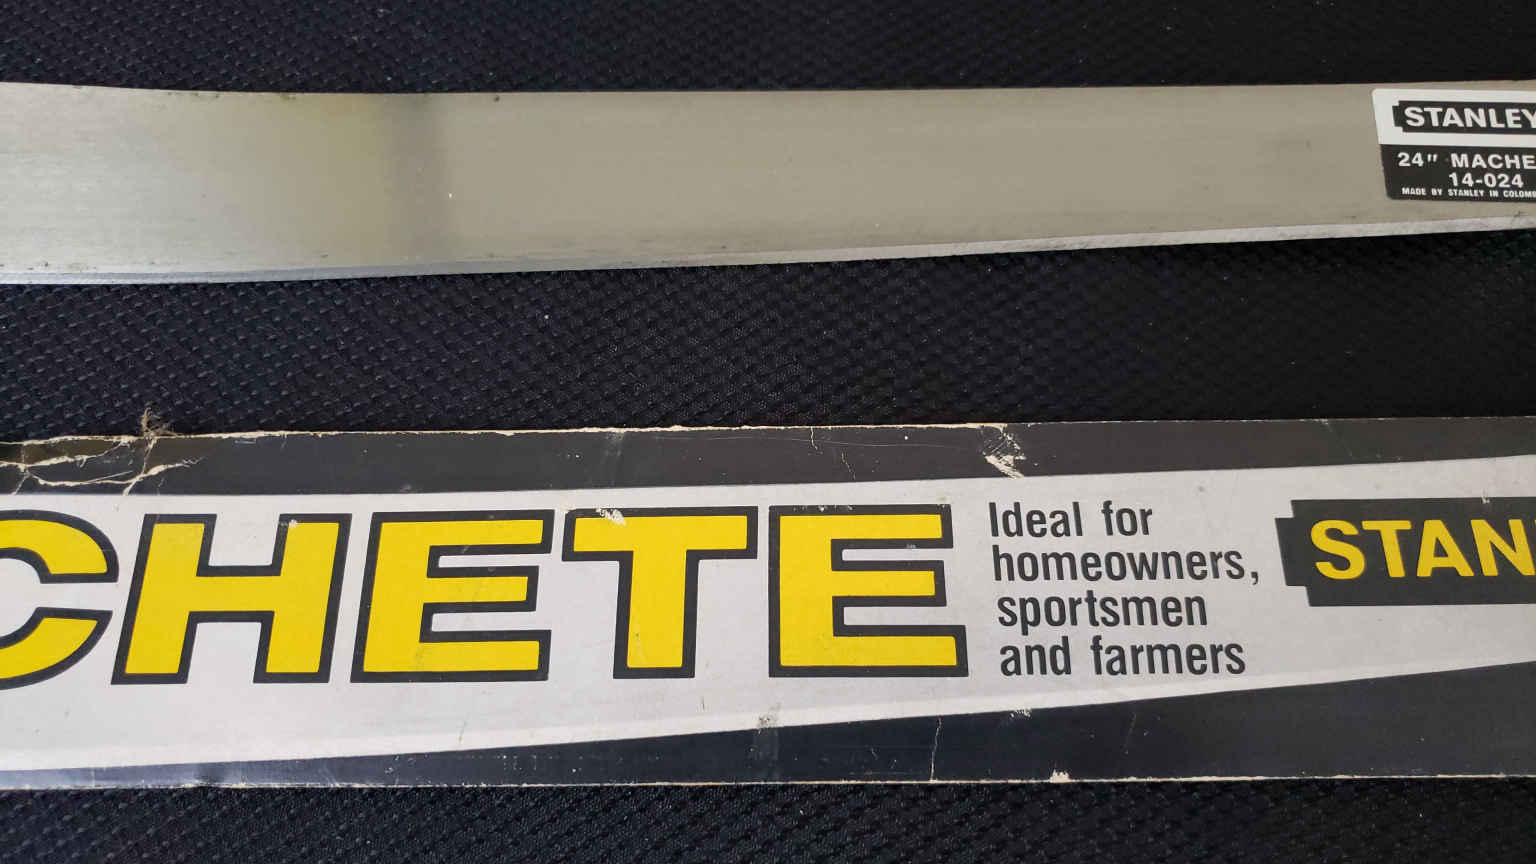 STANLEY
24" MACHE
14-024
MADE BY STANLEY IN COLOMB
CHETE
Ideal for
homeowners,
sportsmen
and farmers
STAN